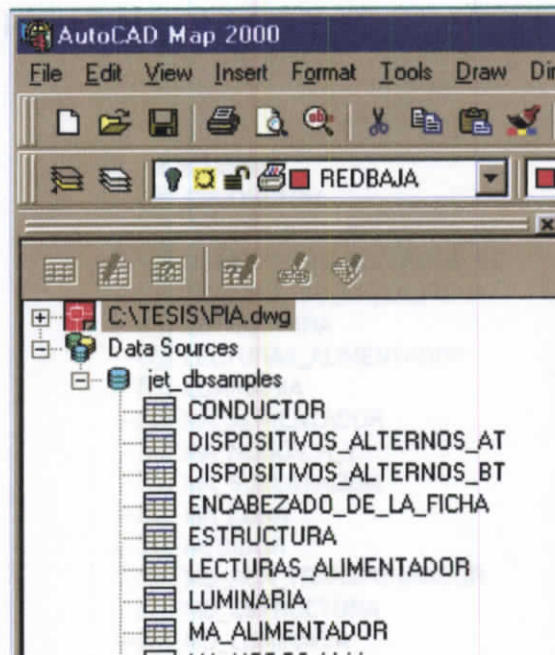 AutoCAD Map 2000
File Edit View Insert Format Tools Draw
REDBAJA
C:\TESIS\PIA.dwg
Data Sources
jet_dbsamples
CONDUCTOR
DISPOSITIVOS_ALTERNOS_AT
DISPOSITIVOS_ALTERNOS_BT
ENCABEZADO_DE_LA_FICHA
ESTRUCTURA
LECTURAS_ALIMENTADOR
LUMINARIA
MA_ALIMENTADOR